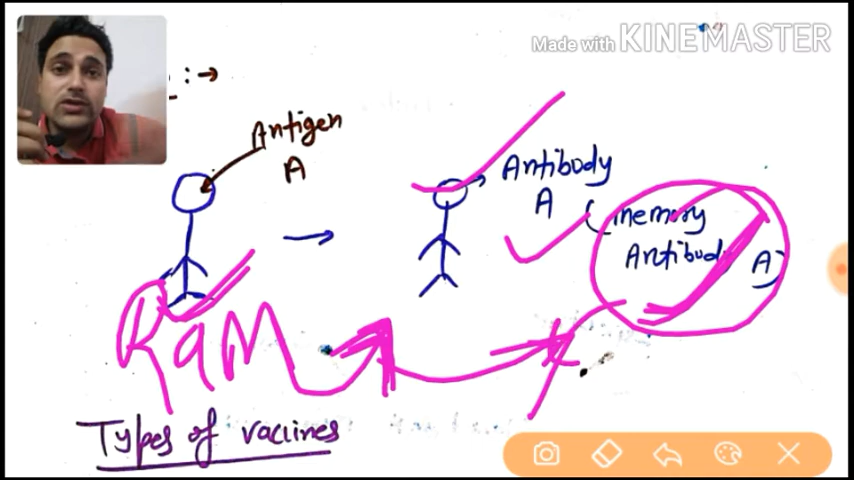 Made with KINEMASTER
: →
Antigen
A
→
Antibody
A
(memory
Antibody A)
RAM
Types of vaccines